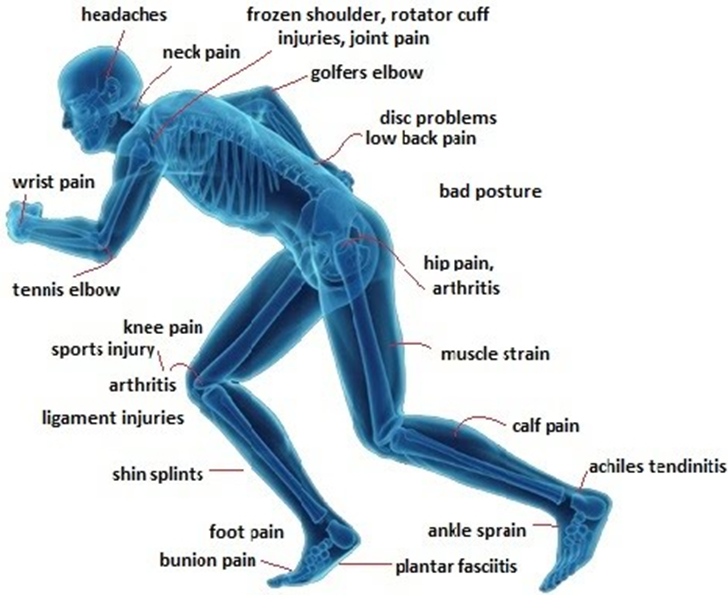 headaches
frozen shoulder, rotator cuff
injuries, joint pain
neck pain
golfers elbow
disc problems
low back pain
wrist pain
bad posture
hip pain,
arthritis
tennis elbow
knee pain
sports injury
arthritis
ligament injuries
muscle strain
calf pain
shin splints
achiles tendinitis
foot pain
ankle sprain
bunion pain
plantar fasciitis